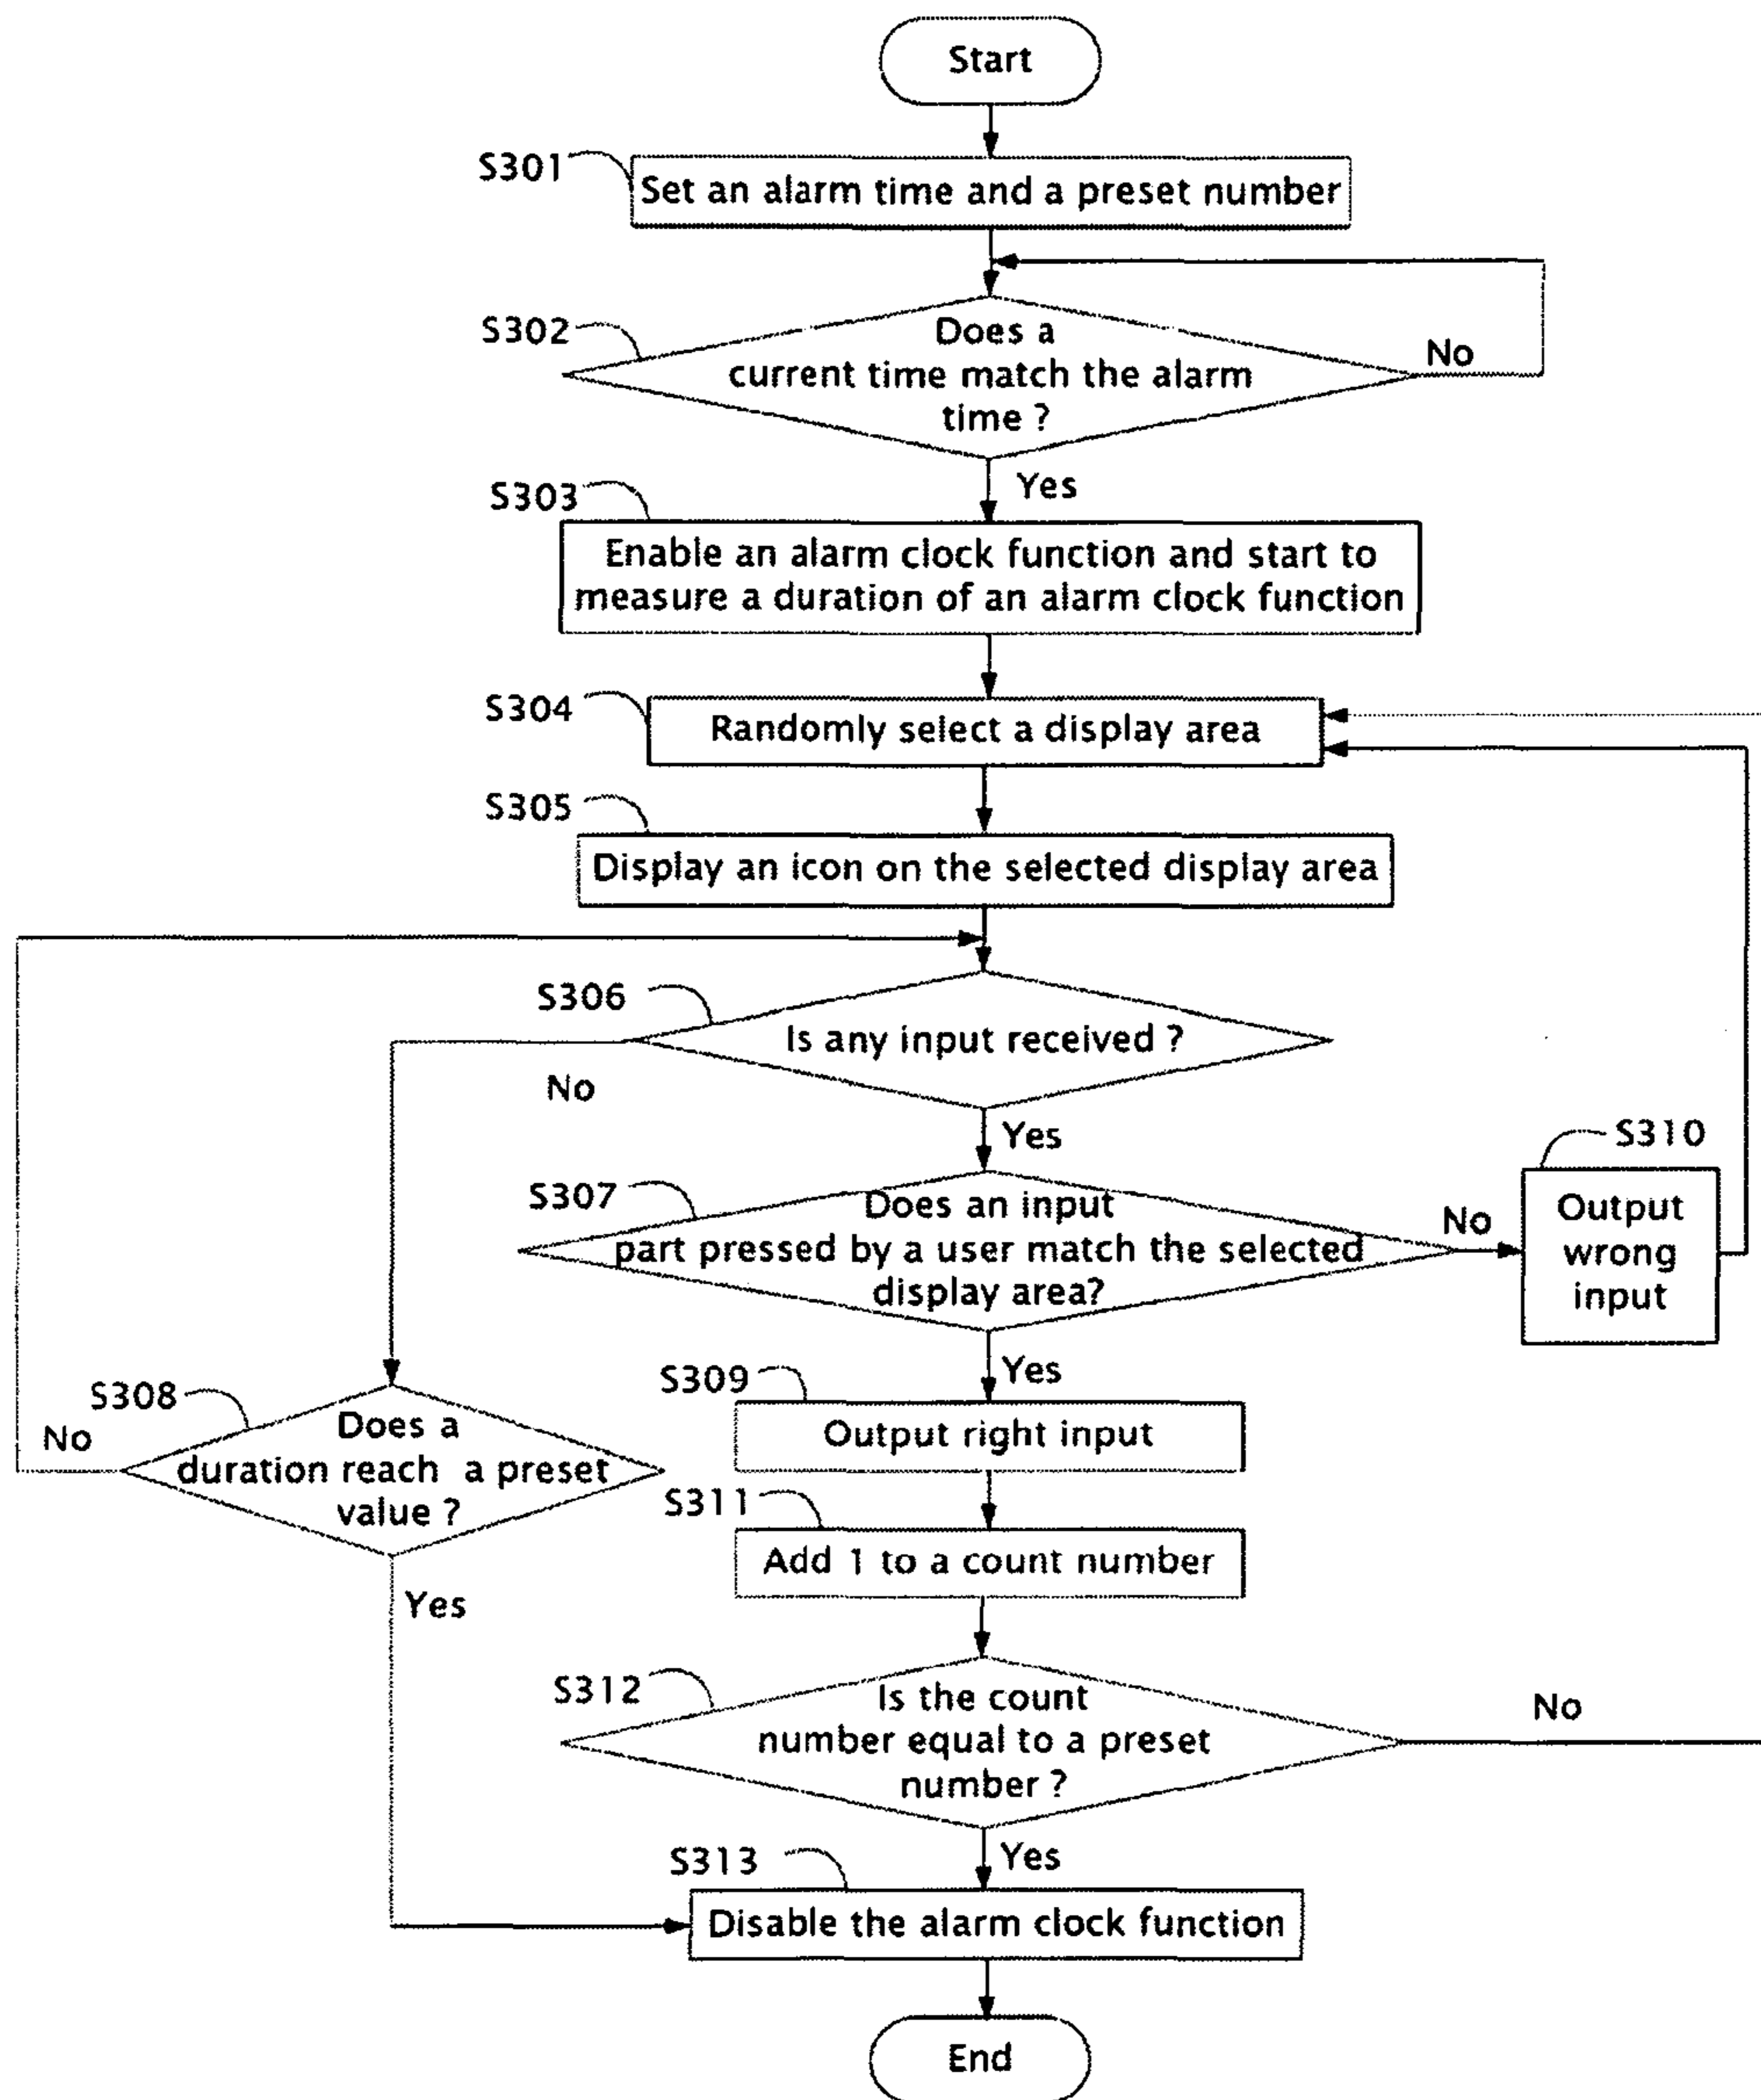 Start
S301
Set an alarm time and a preset number
S302
Does a
current time match the alarm
time ?
No
Yes
S303
Enable an alarm clock function and start to
measure a duration of an alarm clock function
S304
Randomly select a display area
S305
Display an icon on the selected display area
S306
Is any input received ?
No
Yes
S307
Does an input
part pressed by a user match the selected
display area?
No
S310
Output
wrong
input
Yes
S308
Does a
duration reach a preset
value ?
No
Yes
S309
Output right input
S311
Add 1 to a count number
S312
Is the count
number equal to a preset
number ?
No
Yes
S313
Disable the alarm clock function
End